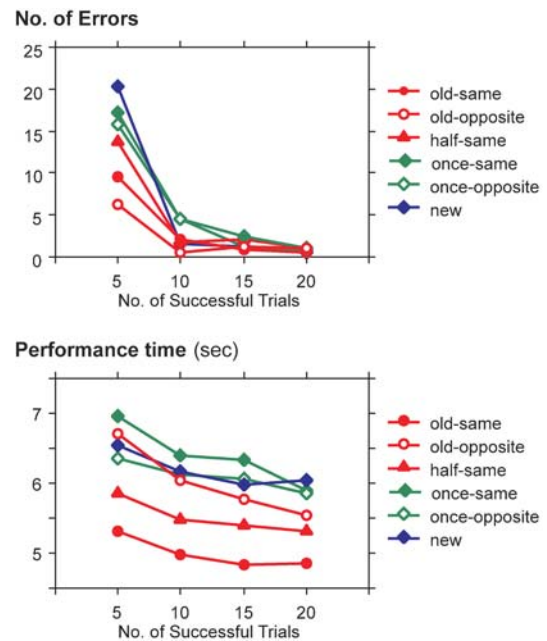 No. of Errors
25
20
15
10
5
0
5 10 15 20
No. of Successful Trials
old-same
old-opposite
half-same
once-same
once-opposite
new
Performance time (sec)
7
6
5
5 10 15 20
No. of Successful Trials
old-same
old-opposite
half-same
once-same
once-opposite
new